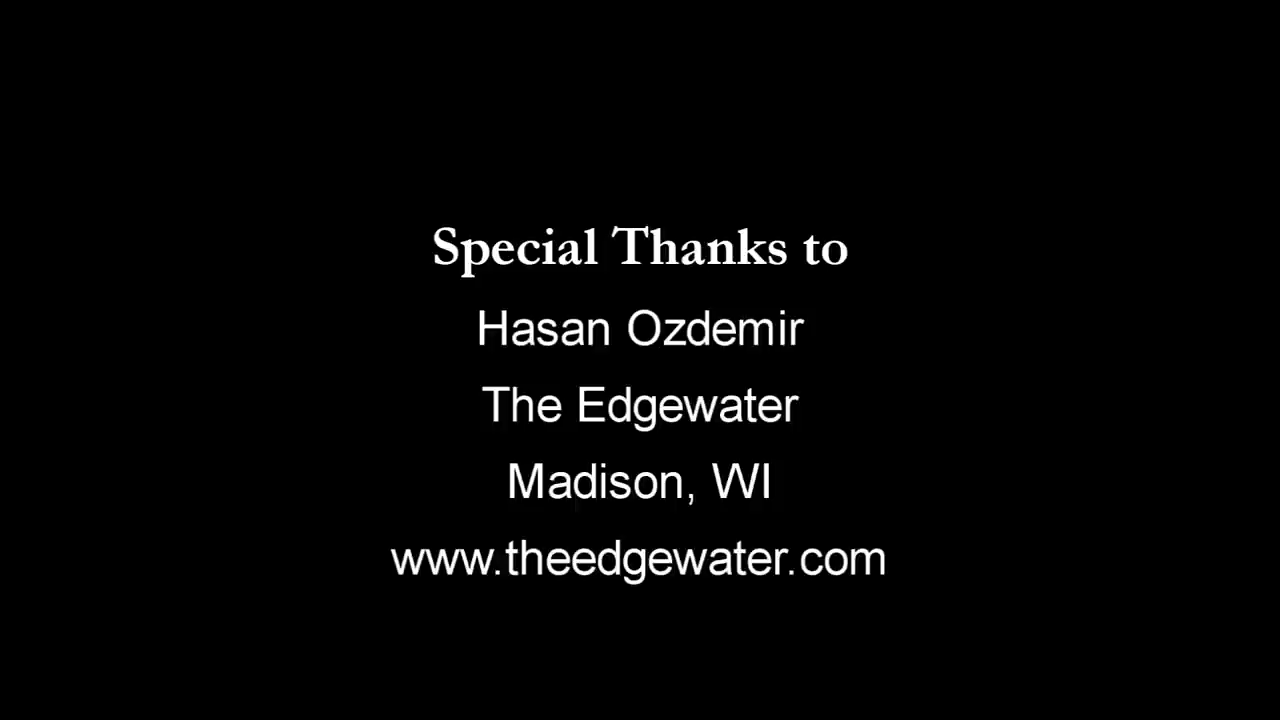 Special Thanks to
Hasan Ozdemir
The Edgewater
Madison, WI
www.theedgewater.com